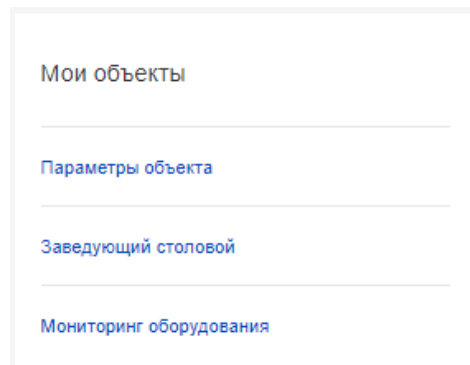 Мои объекты
Параметры объекта
Заведующий столовой
Мониторинг оборудования